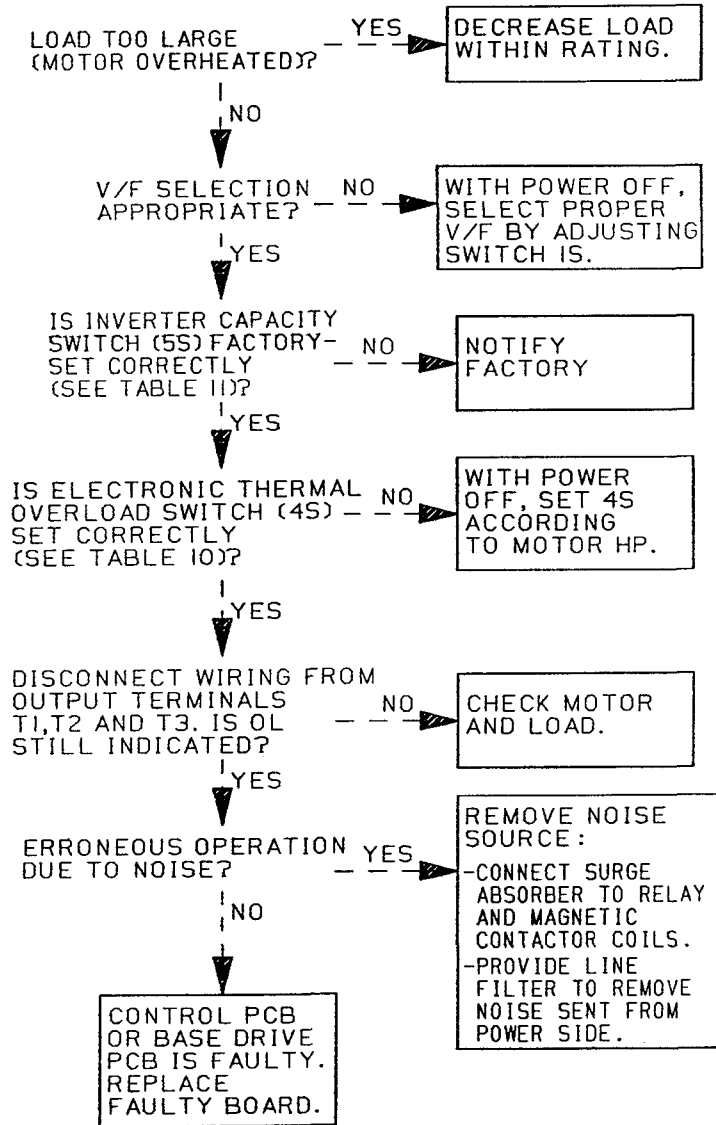 LOAD TOO LARGE
(MOTOR OVERHEATED)?
YES
DECREASE LOAD
WITHIN RATING.
NO
V/F SELECTION
APPROPRIATE?
NO
WITH POWER OFF,
SELECT PROPER
V/F BY ADJUSTING
SWITCH IS.
YES
IS INVERTER CAPACITY
SWITCH (5S) FACTORY-
SET CORRECTLY
(SEE TABLE 11)?
NO
NOTIFY
FACTORY
YES
IS ELECTRONIC THERMAL
OVERLOAD SWITCH (4S)
SET CORRECTLY
(SEE TABLE 10)?
NO
WITH POWER
OFF, SET 4S
ACCORDING
TO MOTOR HP.
YES
DISCONNECT WIRING FROM
OUTPUT TERMINALS
T1,T2 AND T3. IS OL
STILL INDICATED?
NO
CHECK MOTOR
AND LOAD.
YES
ERRONEOUS OPERATION
DUE TO NOISE?
YES
REMOVE NOISE
SOURCE:
-CONNECT SURGE
ABSORBER TO RELAY
AND MAGNETIC
CONTACTOR COILS.
-PROVIDE LINE
FILTER TO REMOVE
NOISE SENT FROM
POWER SIDE.
NO
CONTROL PCB
OR BASE DRIVE
PCB IS FAULTY.
REPLACE
FAULTY BOARD.